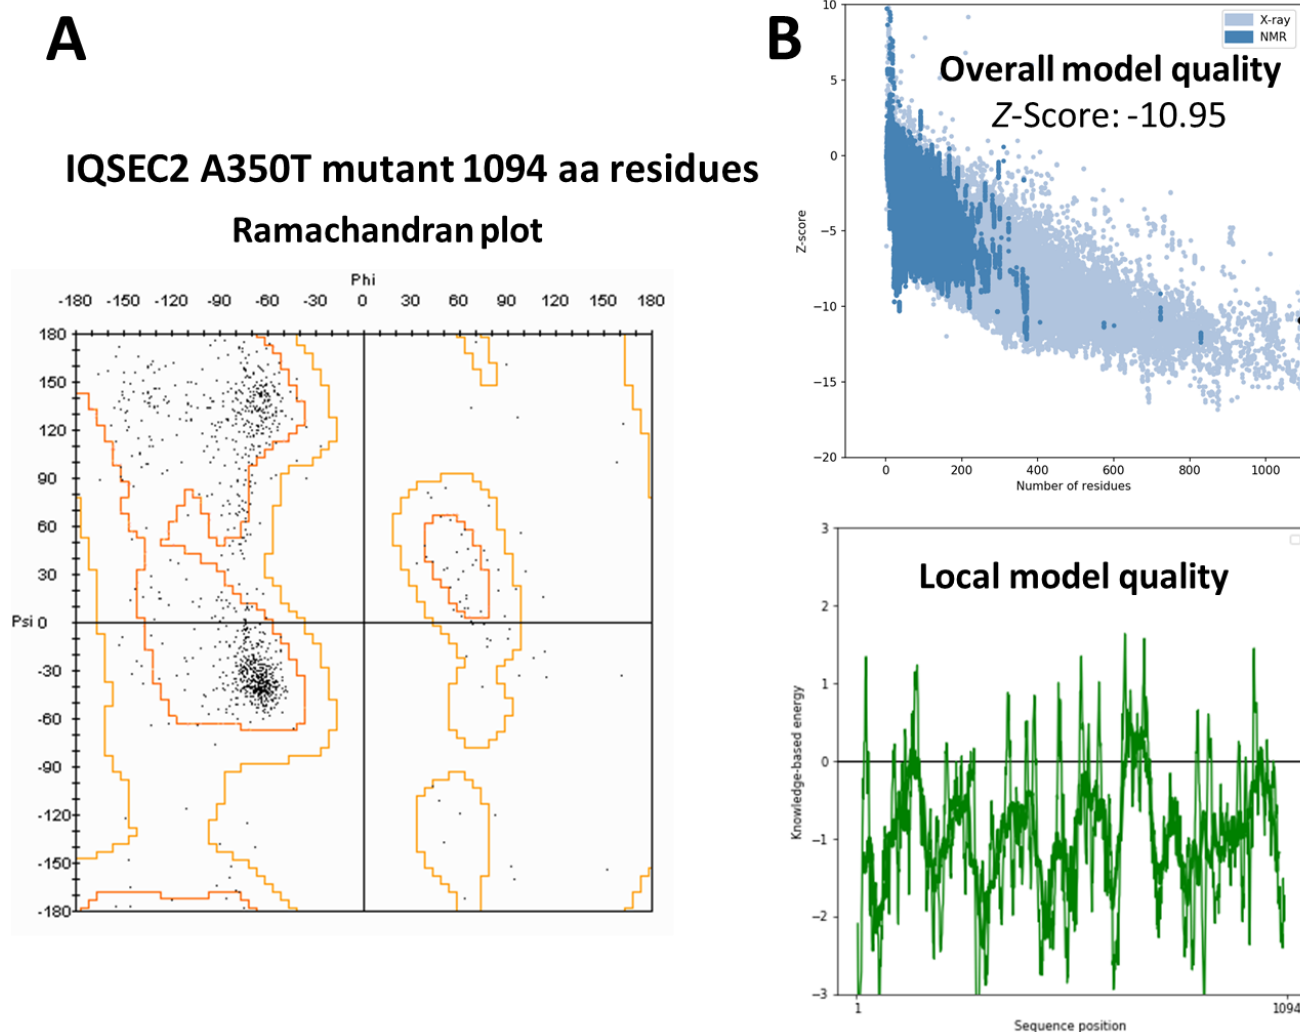 A
IQSEC2 A350T mutant 1094 aa residues
Ramachandran plot
Phi
-180 -150 -120 -90 -60 -30 0 30 60 90 120 150 180
180
150
120
90
60
30
Psi 0
-30
-60
-90
-120
-150
-180
B
X-ray
NMR
Overall model quality
Z-Score: -10.95
Z-score
10
5
0
−5
−10
−15
−20
0 200 400 600 800 1000
Number of residues
Local model quality
Knowledge-based energy
3
2
1
0
−1
−2
−3
1 1094
Sequence position